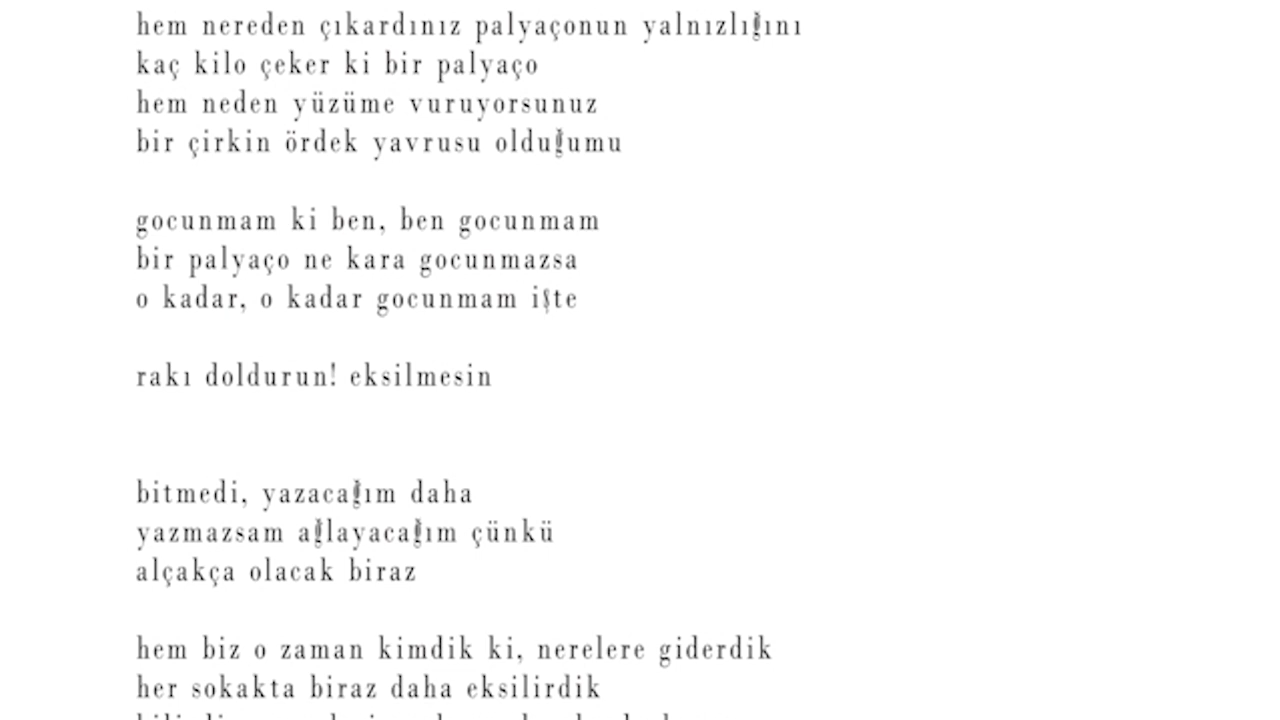 hem nereden çıkardınız palyaçonun yalnızlığını
kaç kilo çeker ki bir palyaço
hem neden yüzüme vuruyorsunuz
bir çirkin ördek yavrusu olduğumu
gocunmam ki ben, ben gocunmam
bir palyaço ne kara gocunmazsa
o kadar, o kadar gocunmam işte
rakı doldurun! eksilmesin
bitmedi, yazacağım daha
yazmazsam ağlayacağım çünkü
alçakça olacak biraz
hem biz o zaman kimdik ki, nerelere giderdik
her sokakta biraz daha eksilirdik